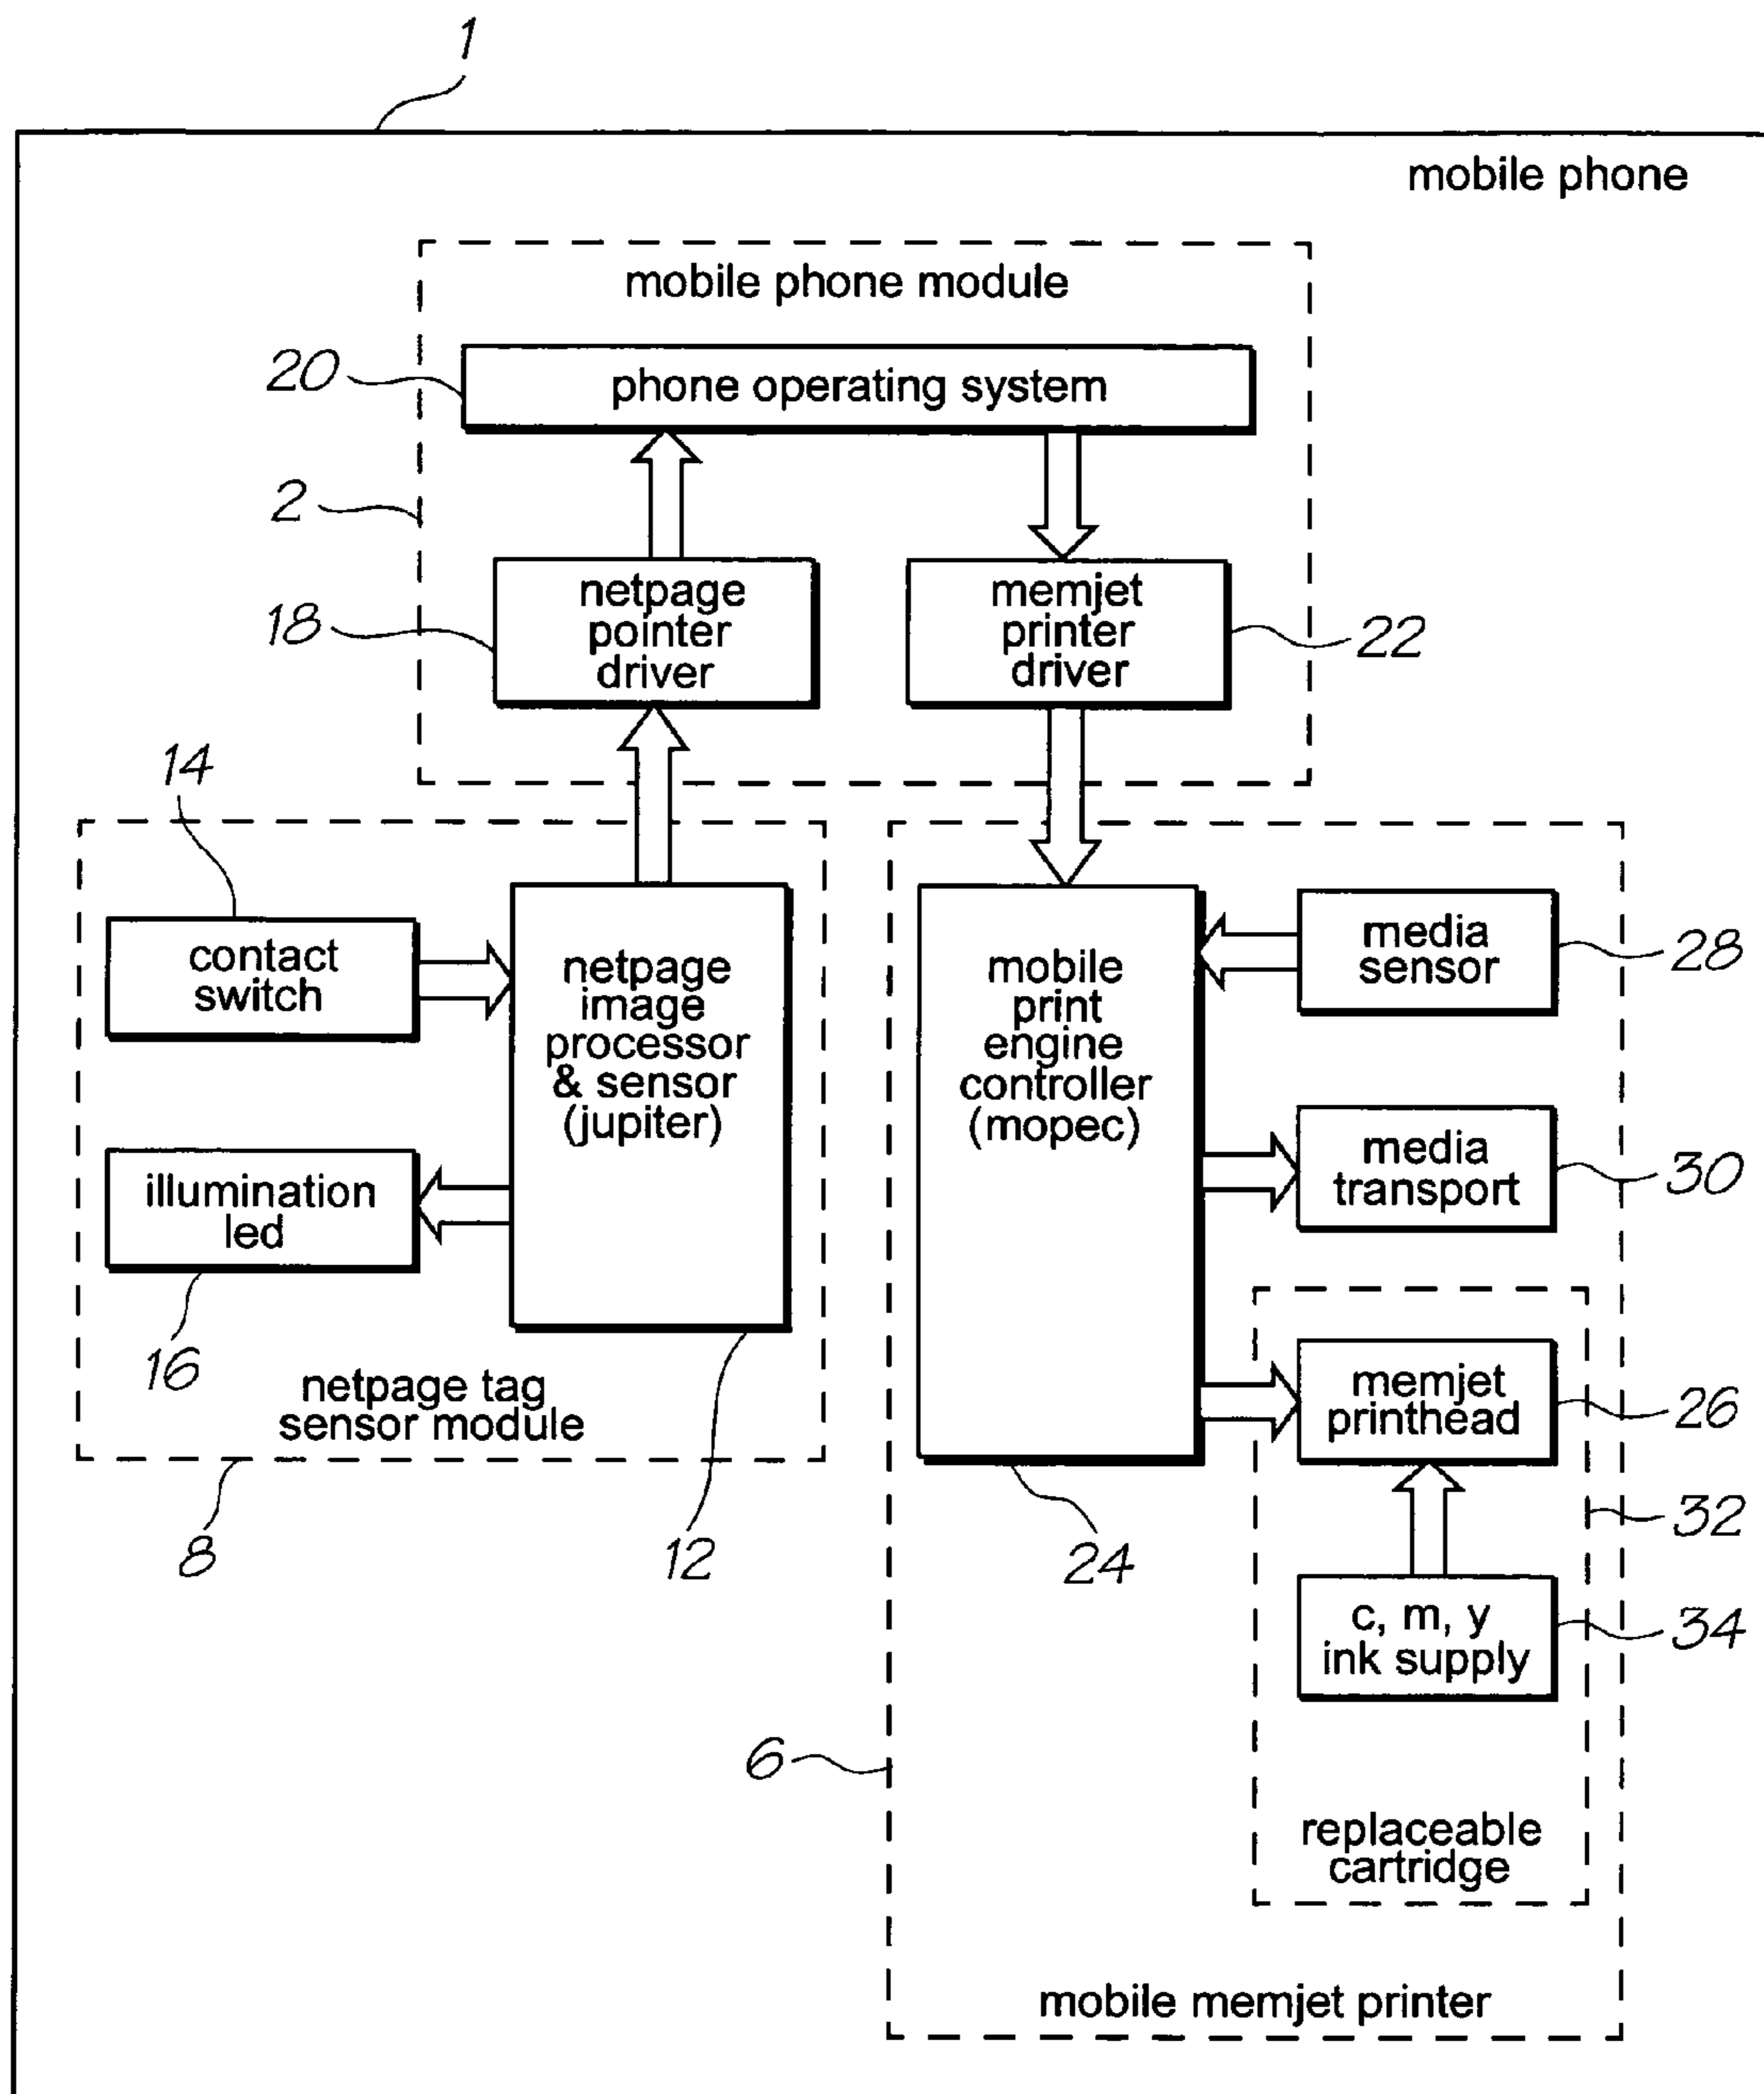 1
mobile phone
mobile phone module
20
phone operating system
2
18
netpage
pointer
driver
memjet
printer
driver
22
14
contact
switch
netpage
image
processor
& sensor
(jupiter)
illumination
led
16
netpage tag
sensor module
8
12
mobile
print
engine
controller
(mopec)
media
sensor
28
media
transport
30
memjet
printhead
26
32
24
c, m, y
ink supply
34
6
replaceable
cartridge
mobile memjet printer